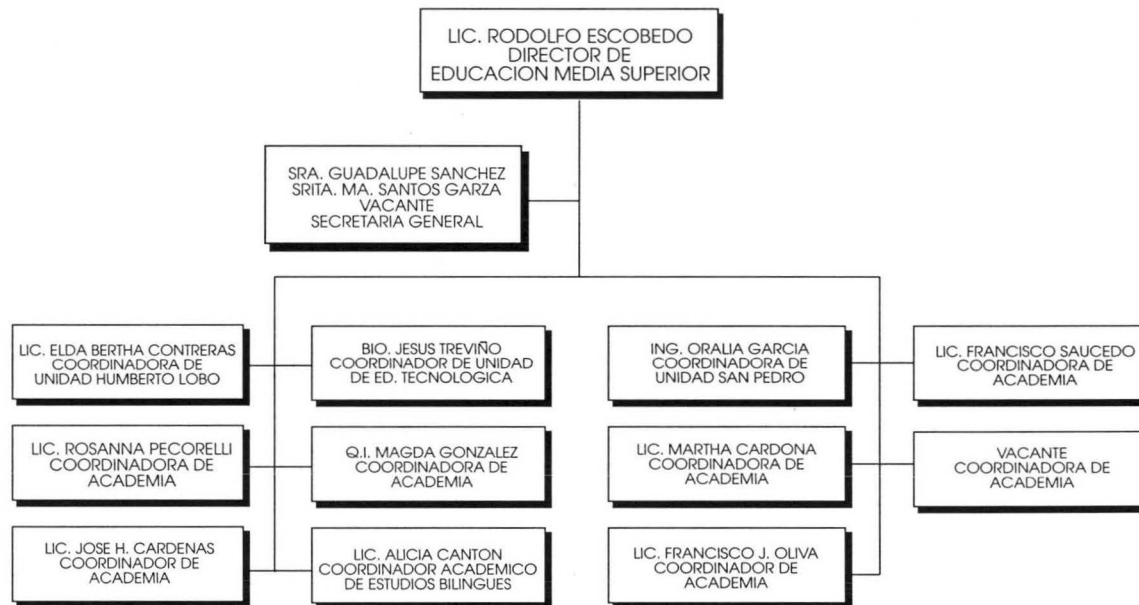 LIC. RODOLFO ESCOBEDO
DIRECTOR DE
EDUCACION MEDIA SUPERIOR
SRA. GUADALUPE SANCHEZ
SRITA. MA. SANTOS GARZA
VACANTE
SECRETARIA GENERAL
LIC. ELDA BERTHA CONTRERAS
COORDINADORA DE
UNIDAD HUMBERTO LOBO
BIO. JESUS TREVIÑO
COORDINADOR DE UNIDAD
DE ED. TECNOLOGICA
ING. ORALIA GARCIA
COORDINADORA DE
UNIDAD SAN PEDRO
LIC. FRANCISCO SAUCEDO
COORDINADORA DE
ACADEMIA
LIC. ROSANNA PECORELLI
COORDINADORA DE
ACADEMIA
Q.I. MAGDA GONZALEZ
COORDINADORA DE
ACADEMIA
LIC. MARTHA CARDONA
COORDINADORA DE
ACADEMIA
VACANTE
COORDINADORA DE
ACADEMIA
LIC. JOSE H. CARDENAS
COORDINADOR DE
ACADEMIA
LIC. ALICIA CANTON
COORDINADOR ACADEMICO
DE ESTUDIOS BILINGUES
LIC. FRANCISCO J. OLIVA
COORDINADOR DE
ACADEMIA